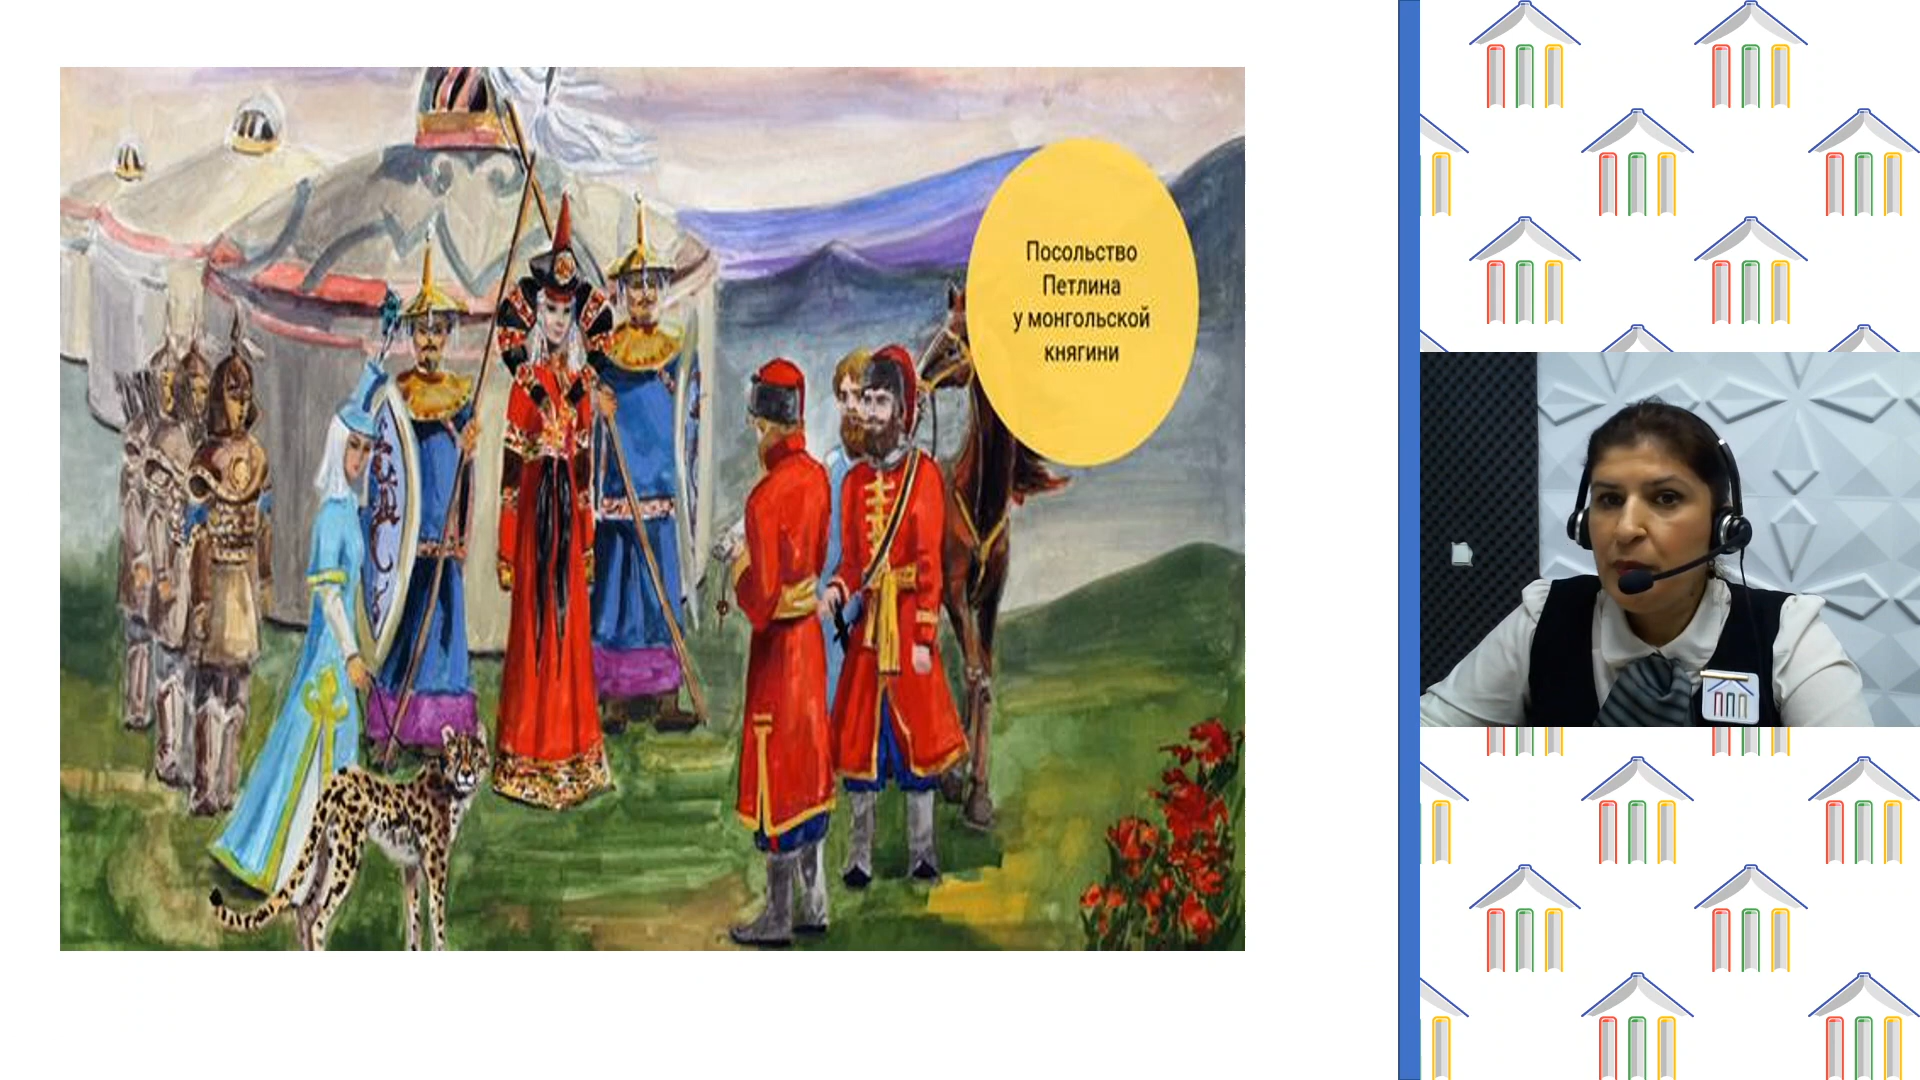 Посольство
Петлина
у монгольской
княгини